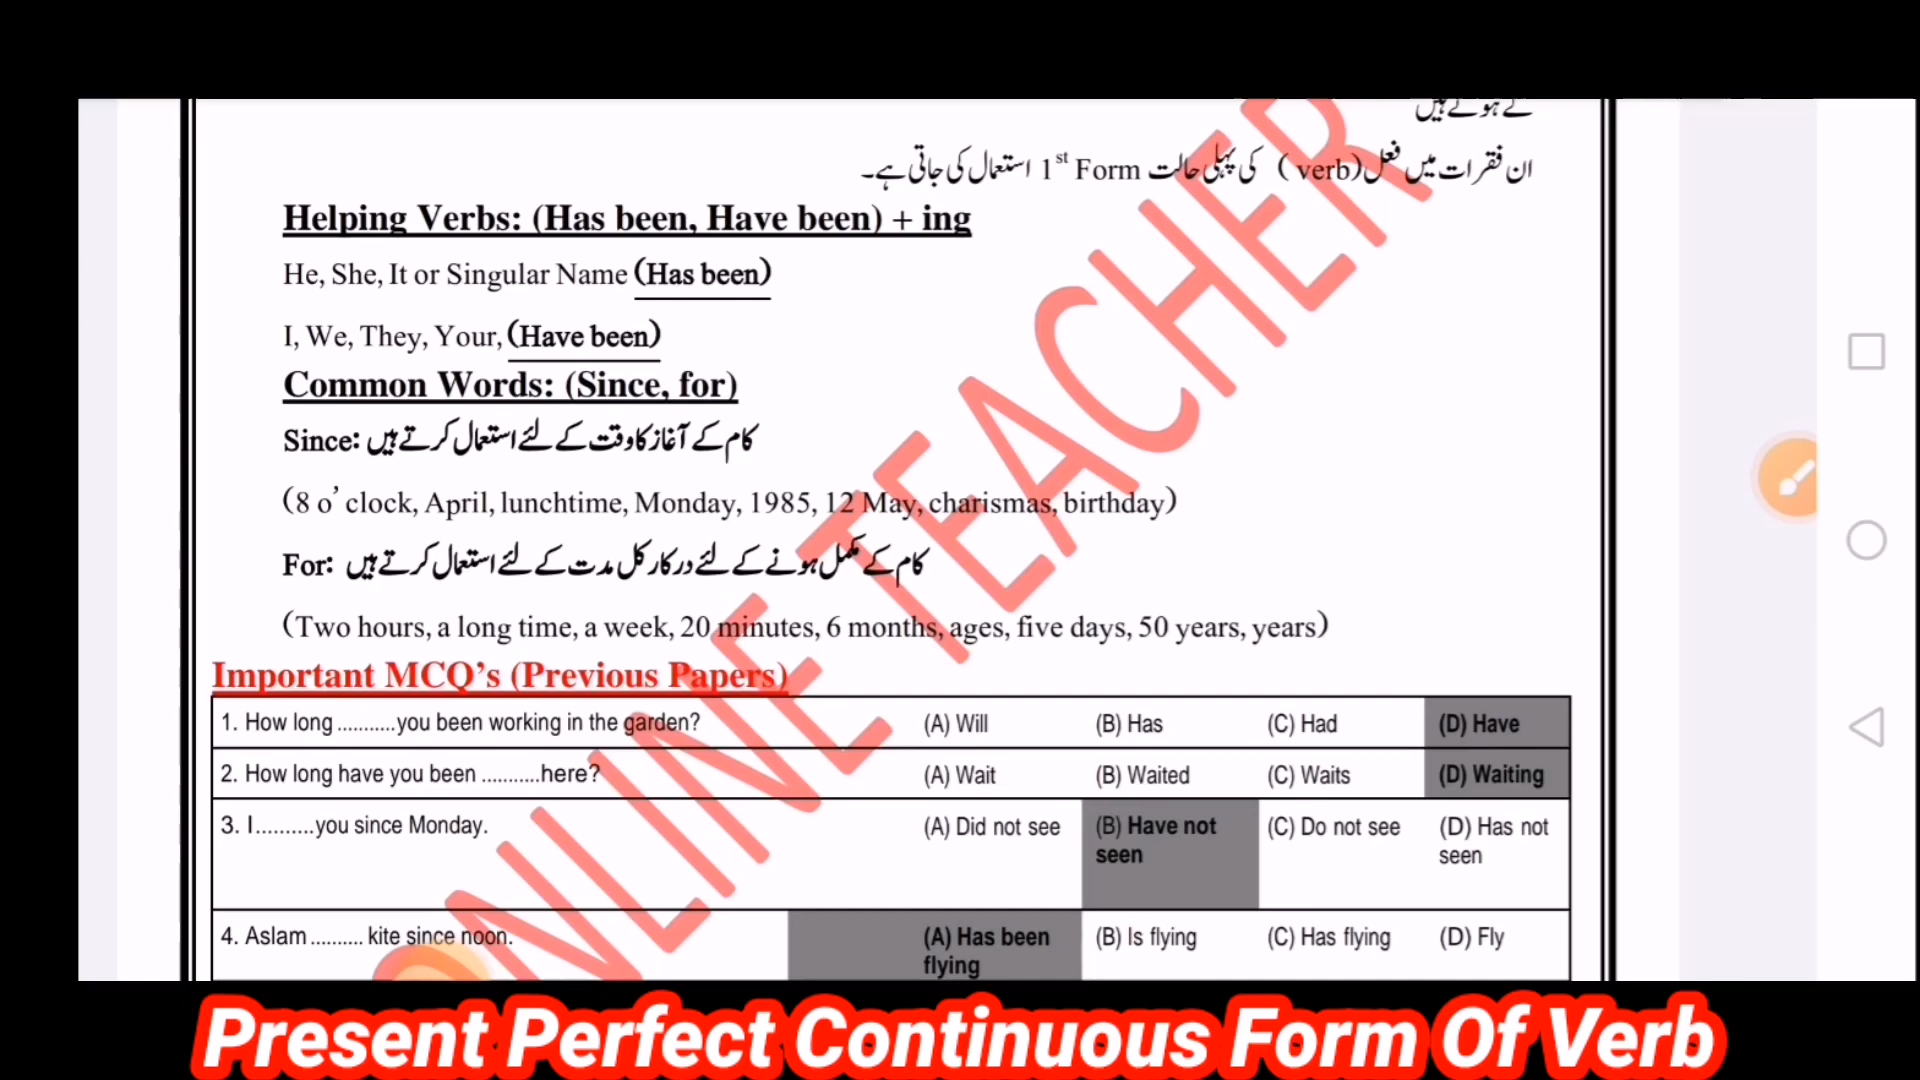 کے ہوتے ہیں
ان فقرات میں فعل(verb ) کی پہلی حالت 1st Form استعمال کی جاتی ہے۔
Helping Verbs: (Has been, Have been) + ing
He, She, It or Singular Name (Has been)
I, We, They, Your, (Have been)
Common Words: (Since, for)
Since: کام کے آغاز کا وقت کے لئے استعمال کرتے ہیں
(8 o’ clock, April, lunchtime, Monday, 1985, 12 May, charismas, birthday)
For: کام کے مکمل ہونے کے لئے درکار کل مدت کے لئے استعمال کرتے ہیں
(Two hours, a long time, a week, 20 minutes, 6 months, ages, five days, 50 years, years)
Important MCQ’s (Previous Papers)
1. How long ..........you been working in the garden? (A) Will (B) Has (C) Had (D) Have
2. How long have you been ..........here? (A) Wait (B) Waited (C) Waits (D) Waiting
3. I..........you since Monday. (A) Did not see (B) Have not seen (C) Do not see (D) Has not seen
4. Aslam .......... kite since noon. (A) Has been flying (B) Is flying (C) Has flying (D) Fly
ONLINE TEACHER
Present Perfect Continuous Form Of Verb